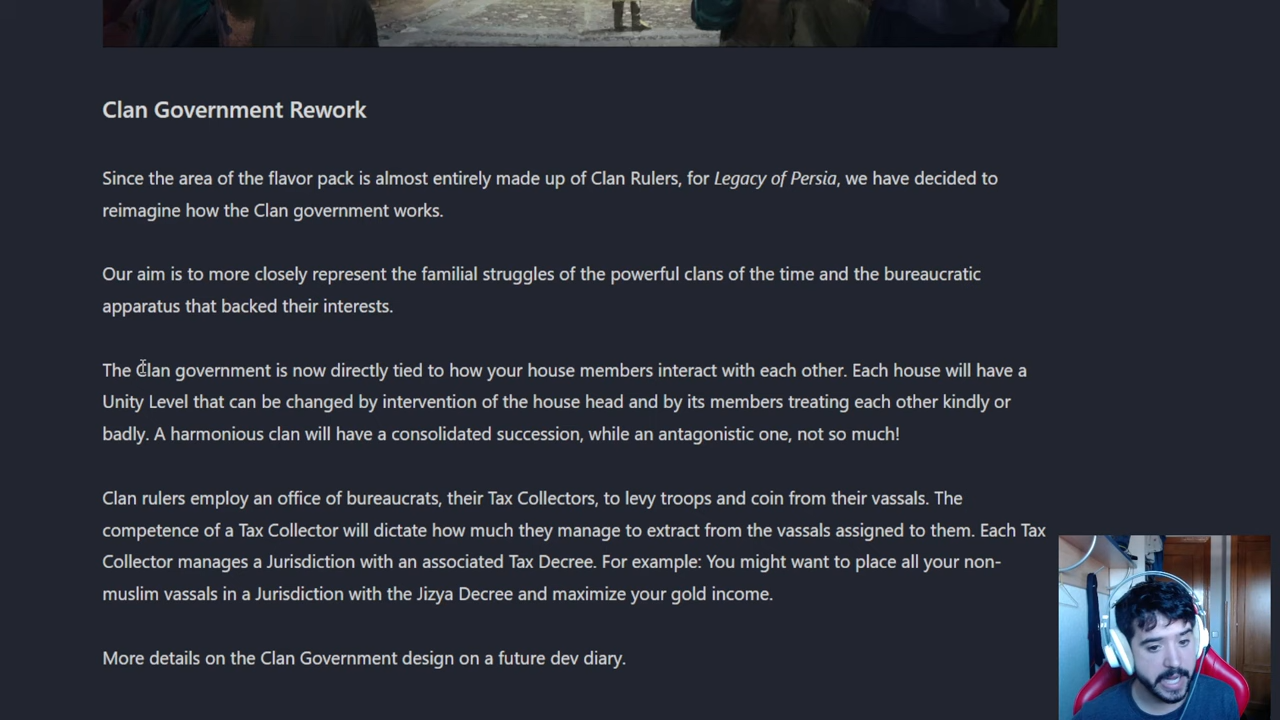 Clan Government Rework
Since the area of the flavor pack is almost entirely made up of Clan Rulers, for Legacy of Persia, we have decided to
reimagine how the Clan government works.
Our aim is to more closely represent the familial struggles of the powerful clans of the time and the bureaucratic
apparatus that backed their interests.
The Clan government is now directly tied to how your house members interact with each other. Each house will have a
Unity Level that can be changed by intervention of the house head and by its members treating each other kindly or
badly. A harmonious clan will have a consolidated succession, while an antagonistic one, not so much!
Clan rulers employ an office of bureaucrats, their Tax Collectors, to levy troops and coin from their vassals. The
competence of a Tax Collector will dictate how much they manage to extract from the vassals assigned to them. Each Tax
Collector manages a Jurisdiction with an associated Tax Decree. For example: You might want to place all your non-
muslim vassals in a Jurisdiction with the Jizya Decree and maximize your gold income.
More details on the Clan Government design on a future dev diary.